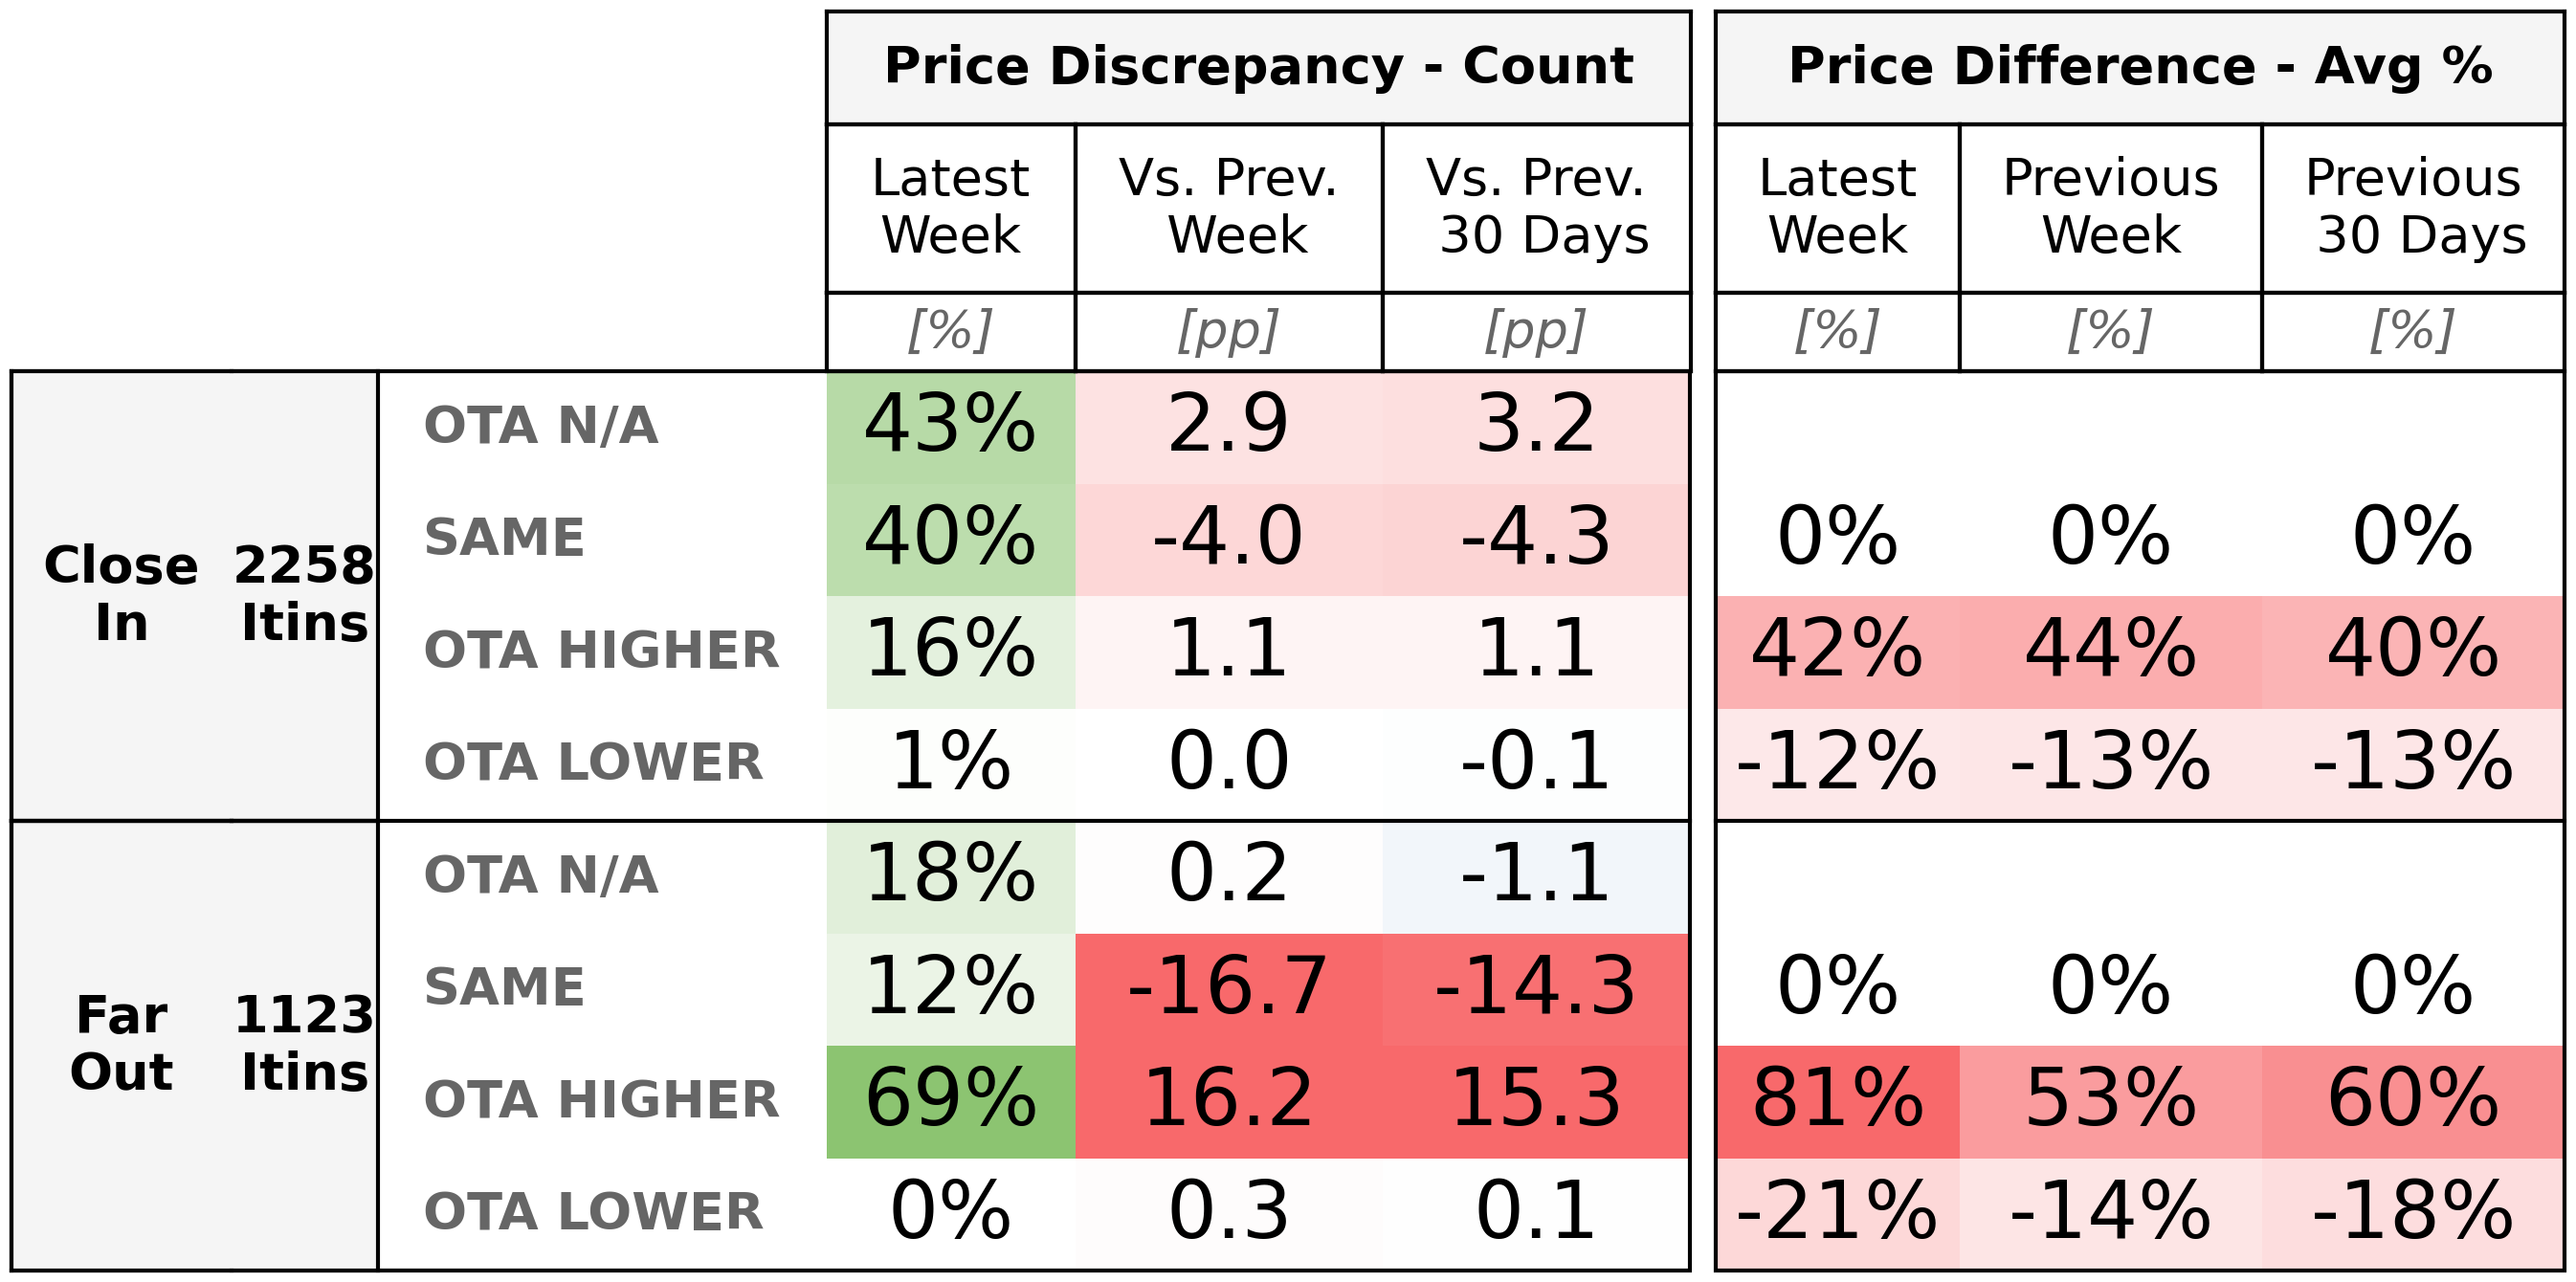 Price Discrepancy - Count Price Difference - Avg %
Latest Week Vs. Prev. Week Vs. Prev. 30 Days Latest Week Previous Week Previous 30 Days
[%] [pp] [pp] [%] [%] [%]
Close In 2258 Itins
OTA N/A 43% 2.9 3.2
SAME 40% -4.0 -4.3 0% 0% 0%
OTA HIGHER 16% 1.1 1.1 42% 44% 40%
OTA LOWER 1% 0.0 -0.1 -12% -13% -13%
Far Out 1123 Itins
OTA N/A 18% 0.2 -1.1
SAME 12% -16.7 -14.3 0% 0% 0%
OTA HIGHER 69% 16.2 15.3 81% 53% 60%
OTA LOWER 0% 0.3 0.1 -21% -14% -18%